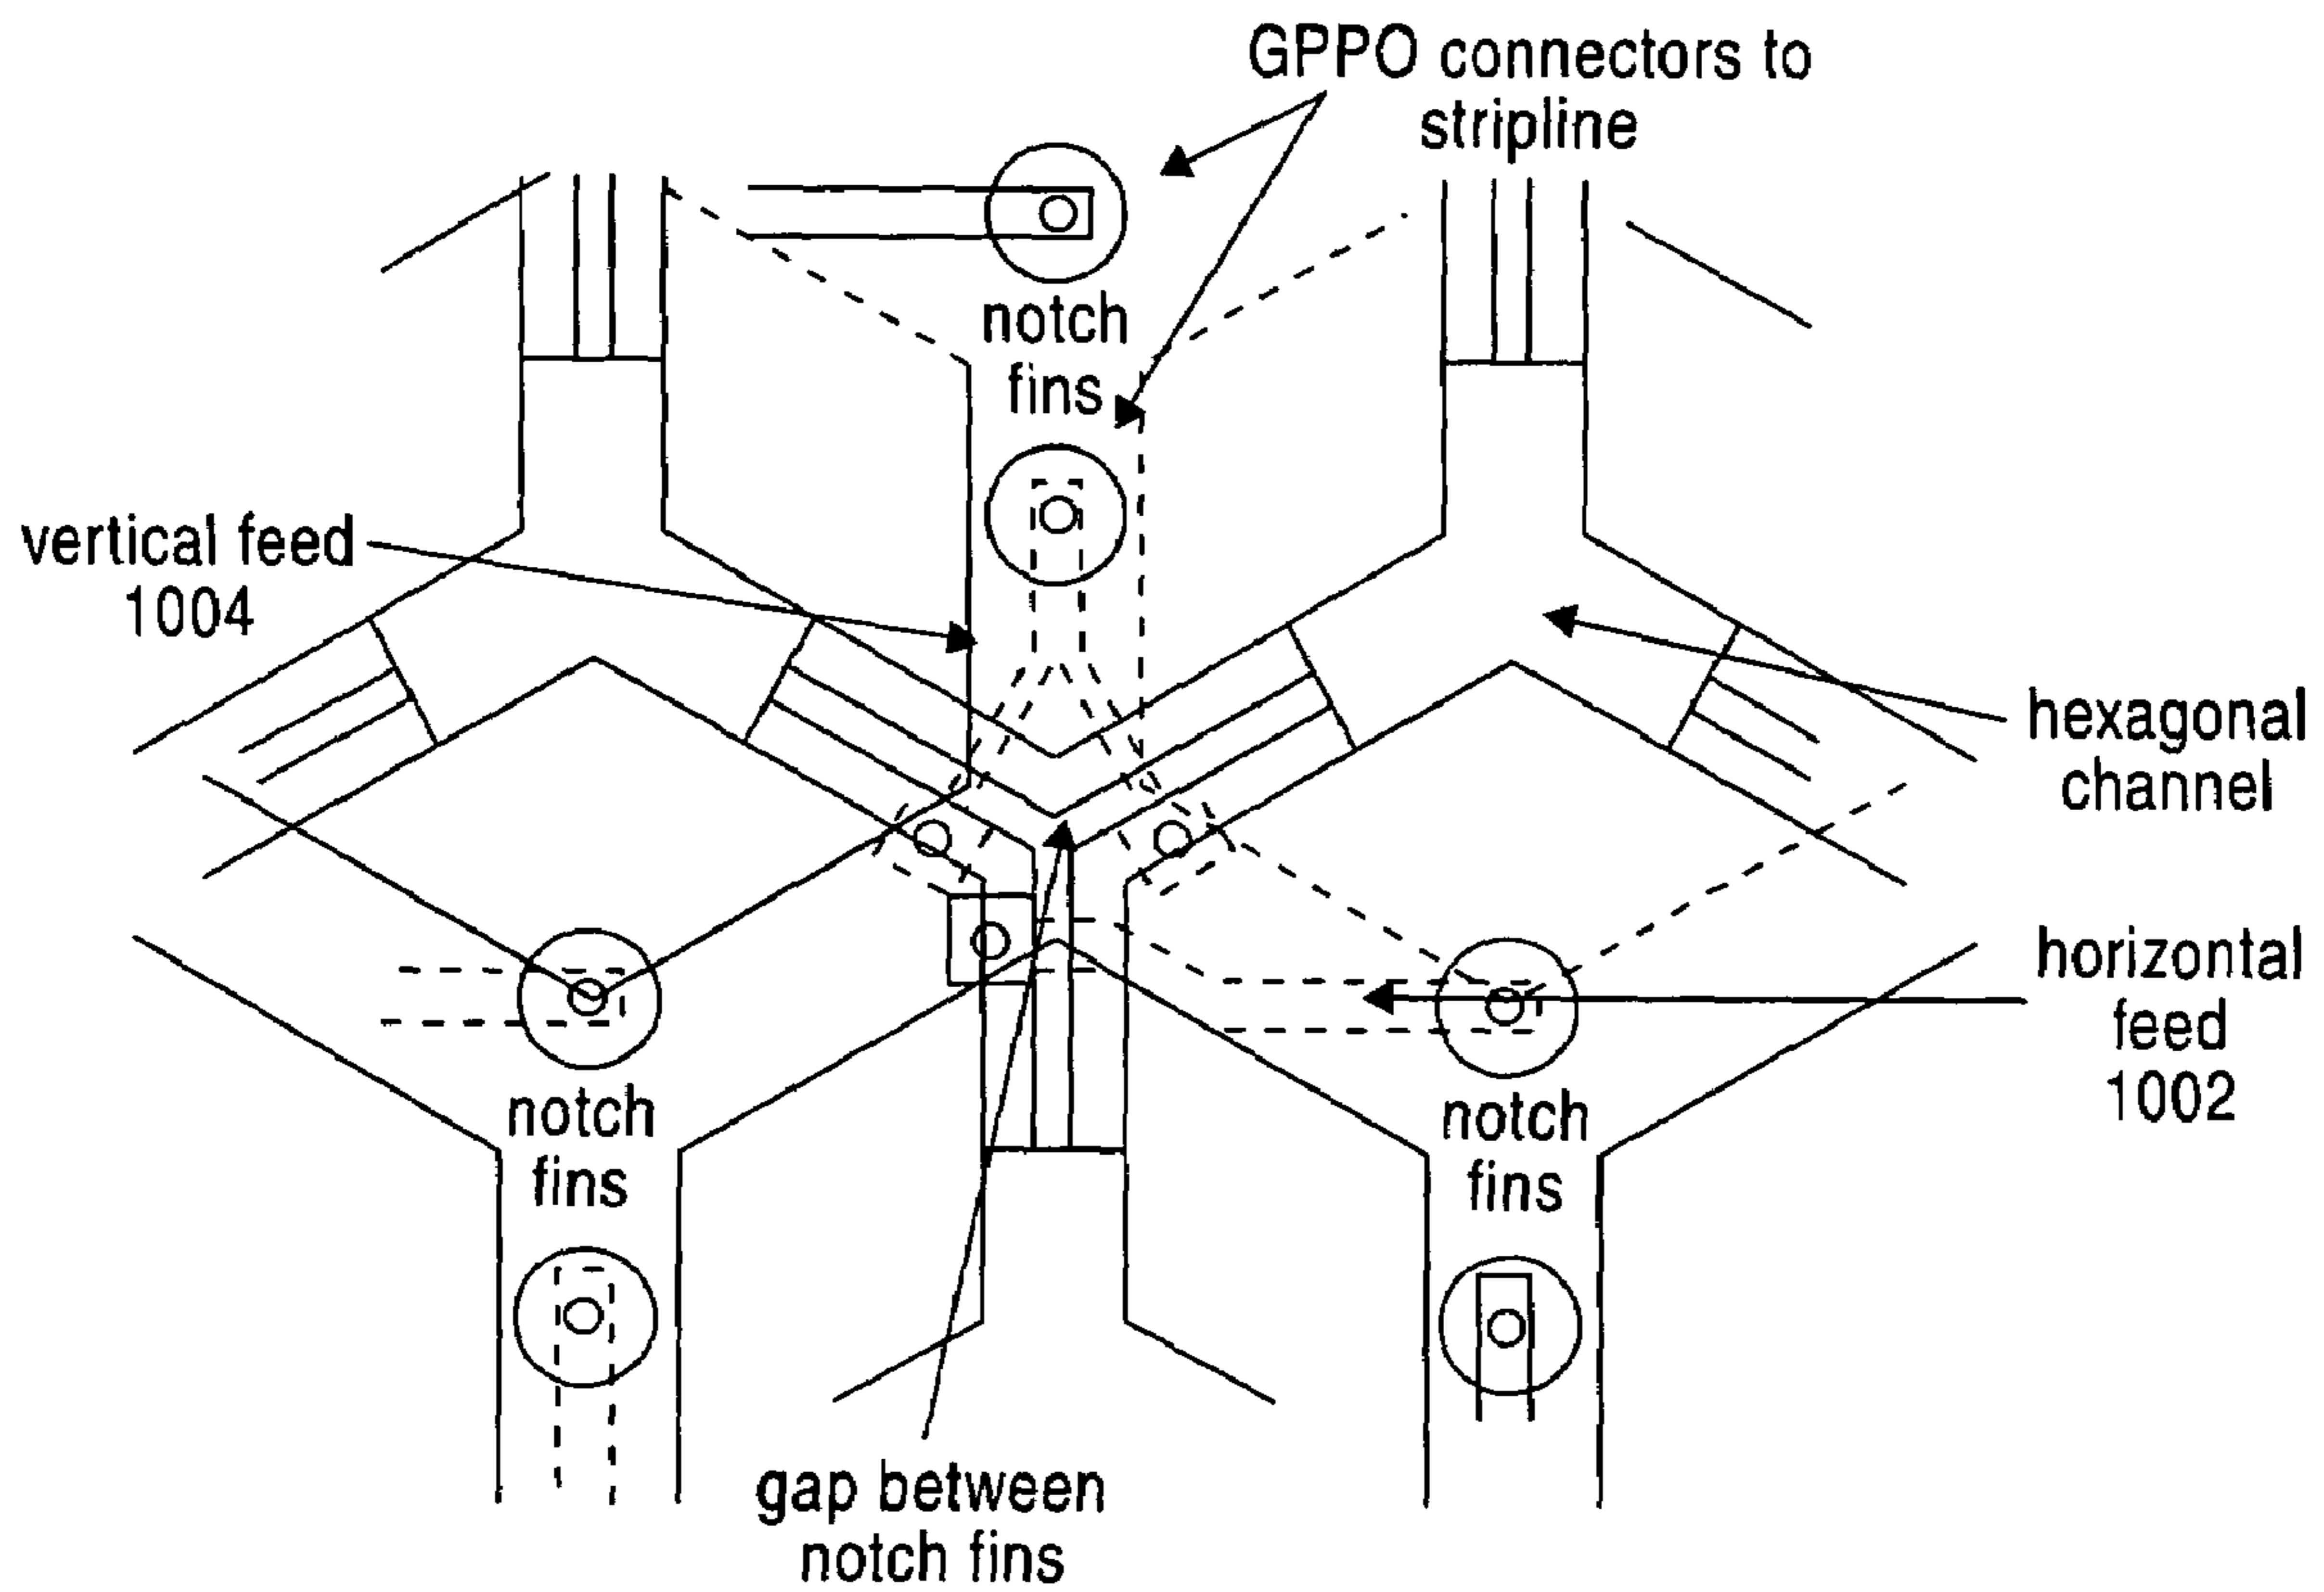 GPPO connectors to
stripline
notch
fins
vertical feed
1004
hexagonal
channel
horizontal
feed
1002
notch
fins
notch
fins
gap between
notch fins